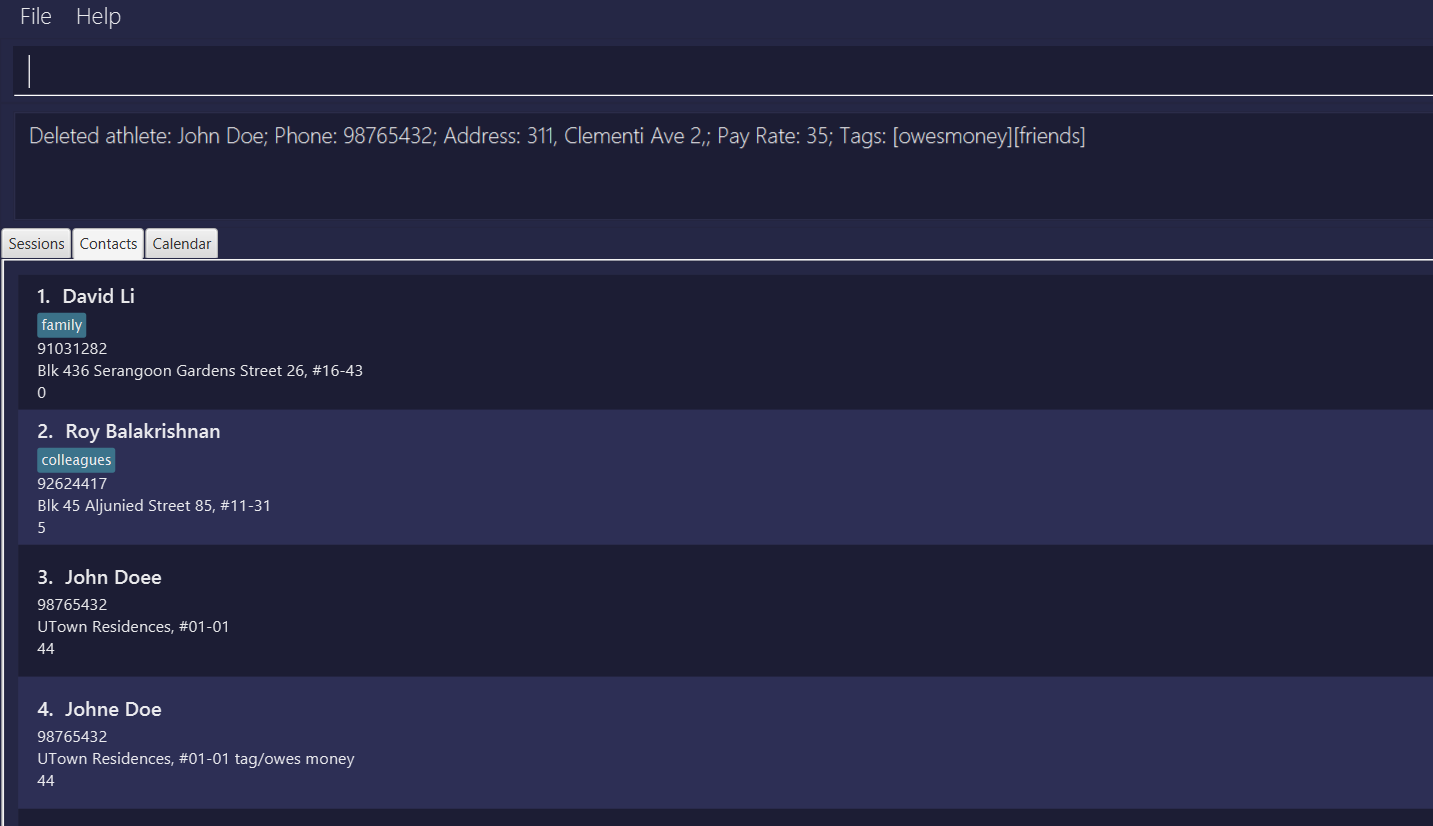 File Help
Deleted athlete: John Doe; Phone: 98765432; Address: 311, Clementi Ave 2,; Pay Rate: 35; Tags: [owesmoney][friends]
Sessions Contacts Calendar
1. David Li
family
91031282
Blk 436 Serangoon Gardens Street 26, #16-43
0
2. Roy Balakrishnan
colleagues
92624417
Blk 45 Aljunied Street 85, #11-31
5
3. John Doee
98765432
UTown Residences, #01-01
44
4. Johne Doe
98765432
UTown Residences, #01-01 tag/owes money
44